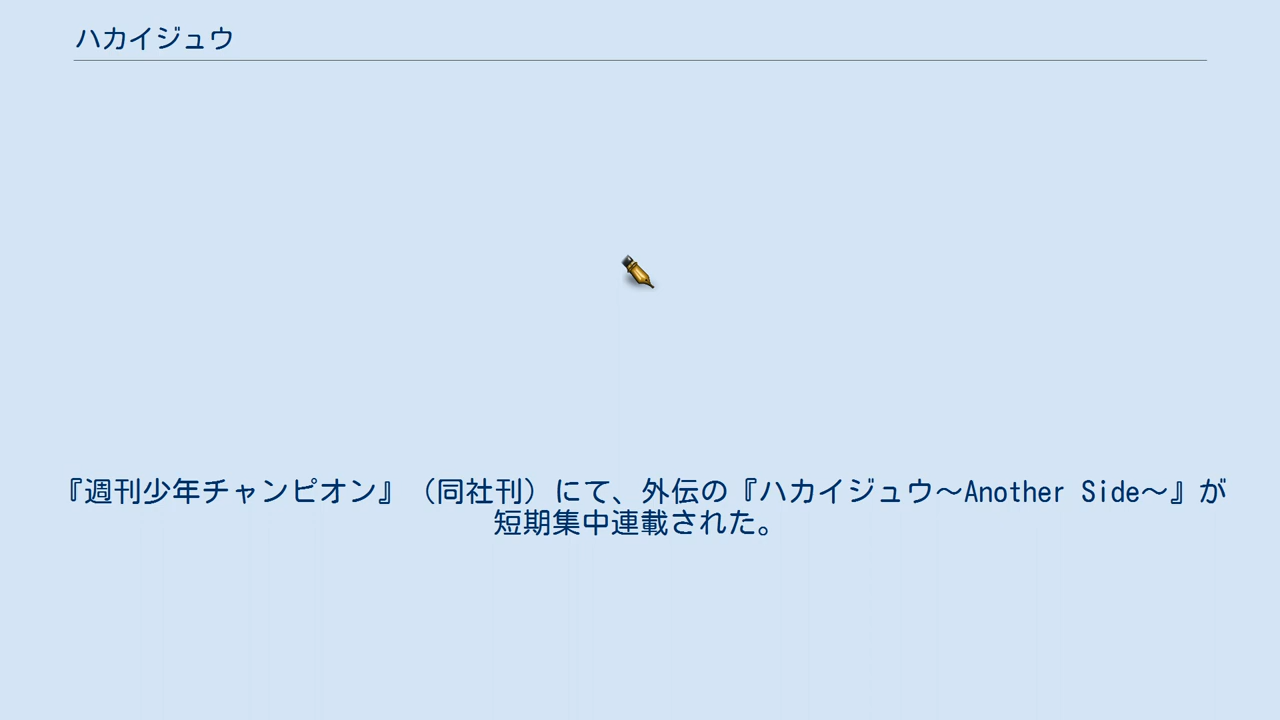 ハカイジュウ
『週刊少年チャンピオン』（同社刊）にて、外伝の『ハカイジュウ～Another Side～』が
短期集中連載された。